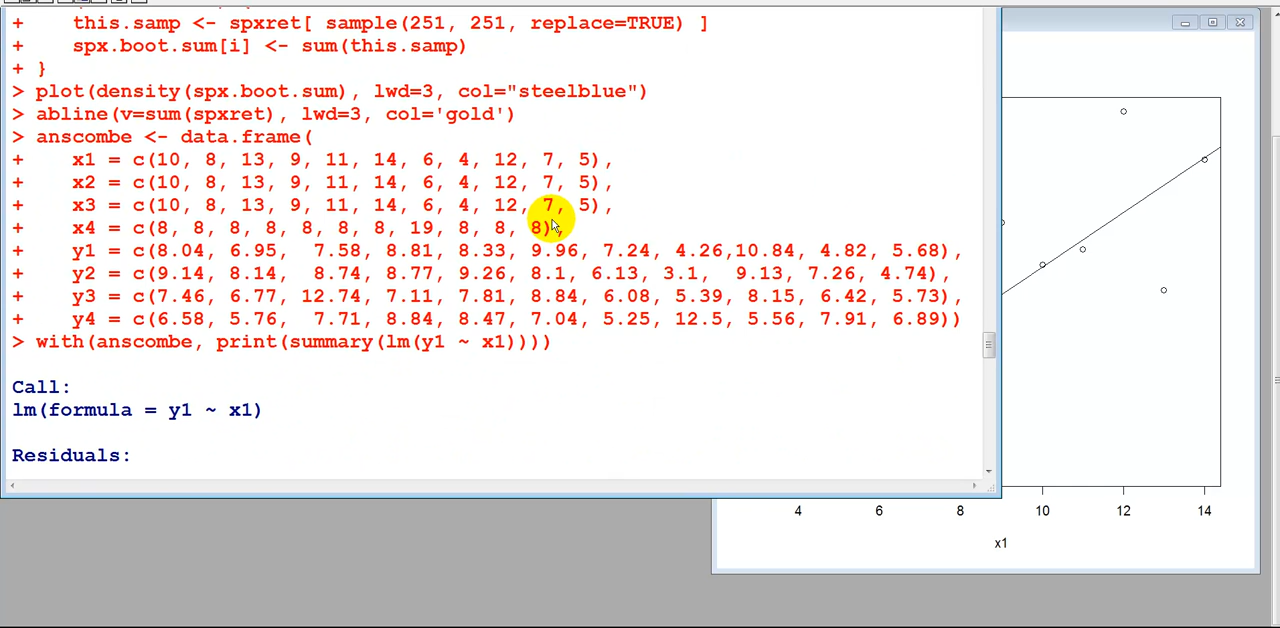 +    this.samp <- spxret[ sample(251, 251, replace=TRUE) ]
+    spx.boot.sum[i] <- sum(this.samp)
+ }
> plot(density(spx.boot.sum), lwd=3, col="steelblue")
> abline(v=sum(spxret), lwd=3, col='gold')
> anscombe <- data.frame(
+    x1 = c(10, 8, 13, 9, 11, 14, 6, 4, 12, 7, 5),
+    x2 = c(10, 8, 13, 9, 11, 14, 6, 4, 12, 7, 5),
+    x3 = c(10, 8, 13, 9, 11, 14, 6, 4, 12, 7, 5),
+    x4 = c(8, 8, 8, 8, 8, 8, 8, 19, 8, 8, 8),
+    y1 = c(8.04, 6.95,  7.58, 8.81, 8.33, 9.96, 7.24, 4.26,10.84, 4.82, 5.68),
+    y2 = c(9.14, 8.14,  8.74, 8.77, 9.26, 8.1, 6.13, 3.1,  9.13, 7.26, 4.74),
+    y3 = c(7.46, 6.77, 12.74, 7.11, 7.81, 8.84, 6.08, 5.39, 8.15, 6.42, 5.73),
+    y4 = c(6.58, 5.76,  7.71, 8.84, 8.47, 7.04, 5.25, 12.5, 5.56, 7.91, 6.89))
> with(anscombe, print(summary(lm(y1 ~ x1))))
Call:
lm(formula = y1 ~ x1)
Residuals:
4 6 8 10 12 14
x1